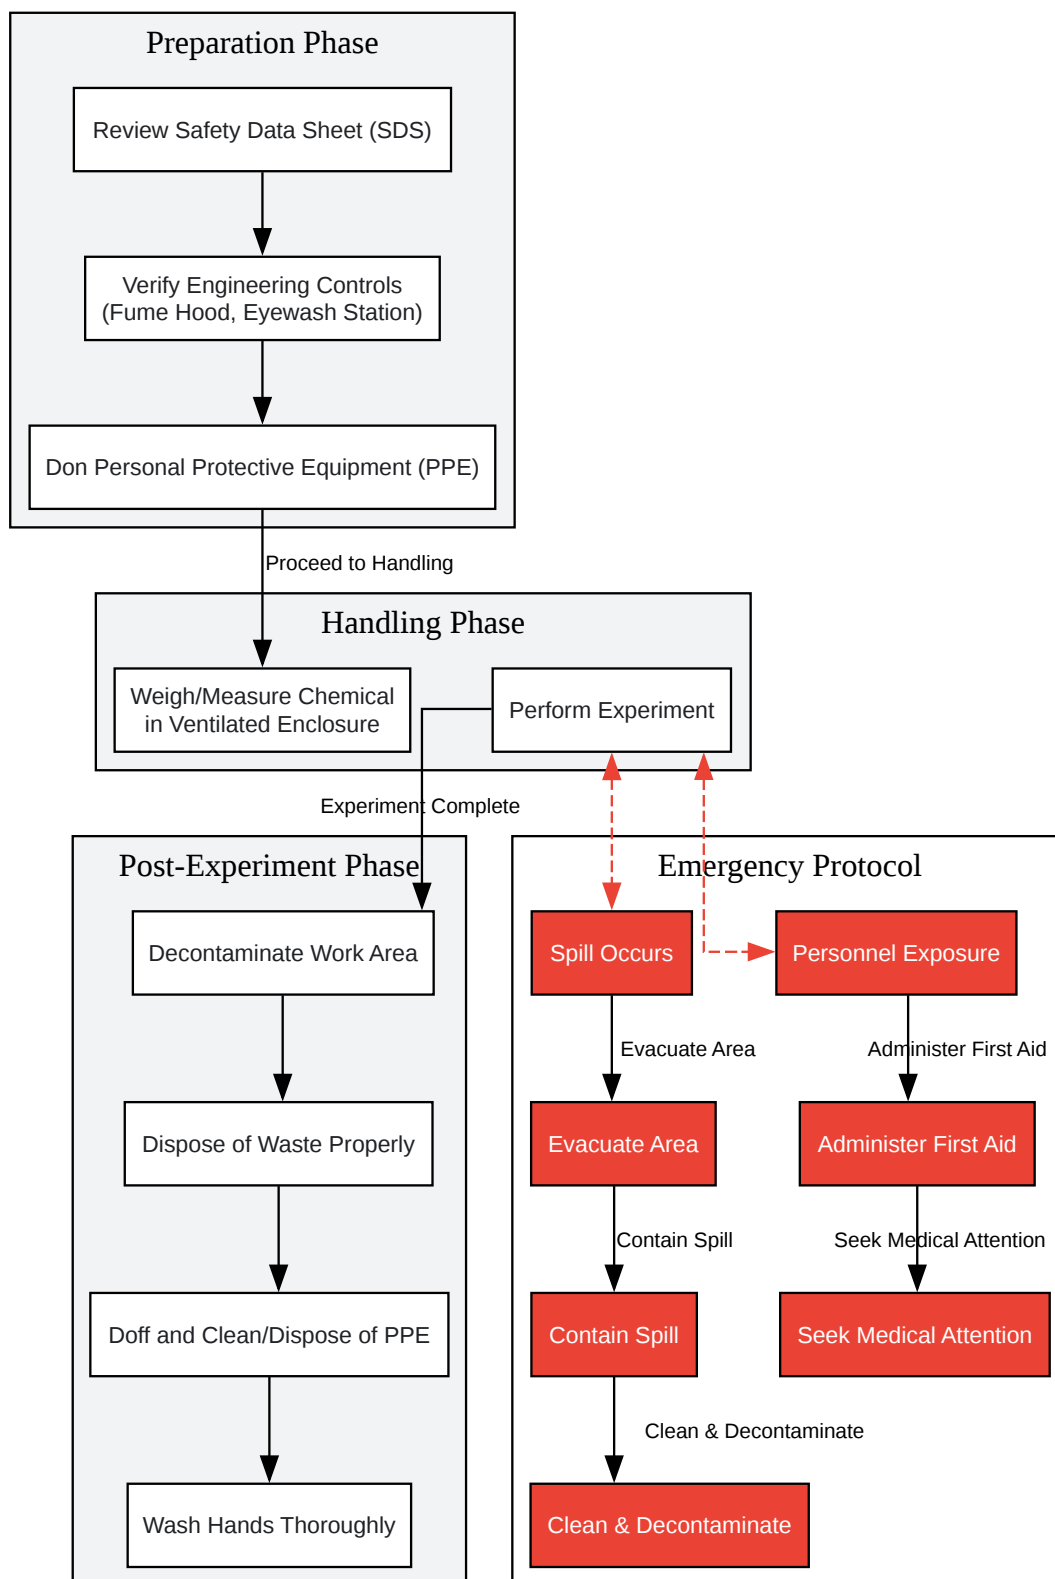 Preparation Phase
Review Safety Data Sheet (SDS)
Verify Engineering Controls
(Fume Hood, Eyewash Station)
Don Personal Protective Equipment (PPE)
Proceed to Handling
Handling Phase
Weigh/Measure Chemical
in Ventilated Enclosure
Perform Experiment
Experiment Complete
Post-Experiment Phase
Decontaminate Work Area
Dispose of Waste Properly
Doff and Clean/Dispose of PPE
Wash Hands Thoroughly
Emergency Protocol
Spill Occurs
Personnel Exposure
Evacuate Area
Administer First Aid
Evacuate Area
Administer First Aid
Contain Spill
Seek Medical Attention
Contain Spill
Seek Medical Attention
Clean & Decontaminate
Clean & Decontaminate